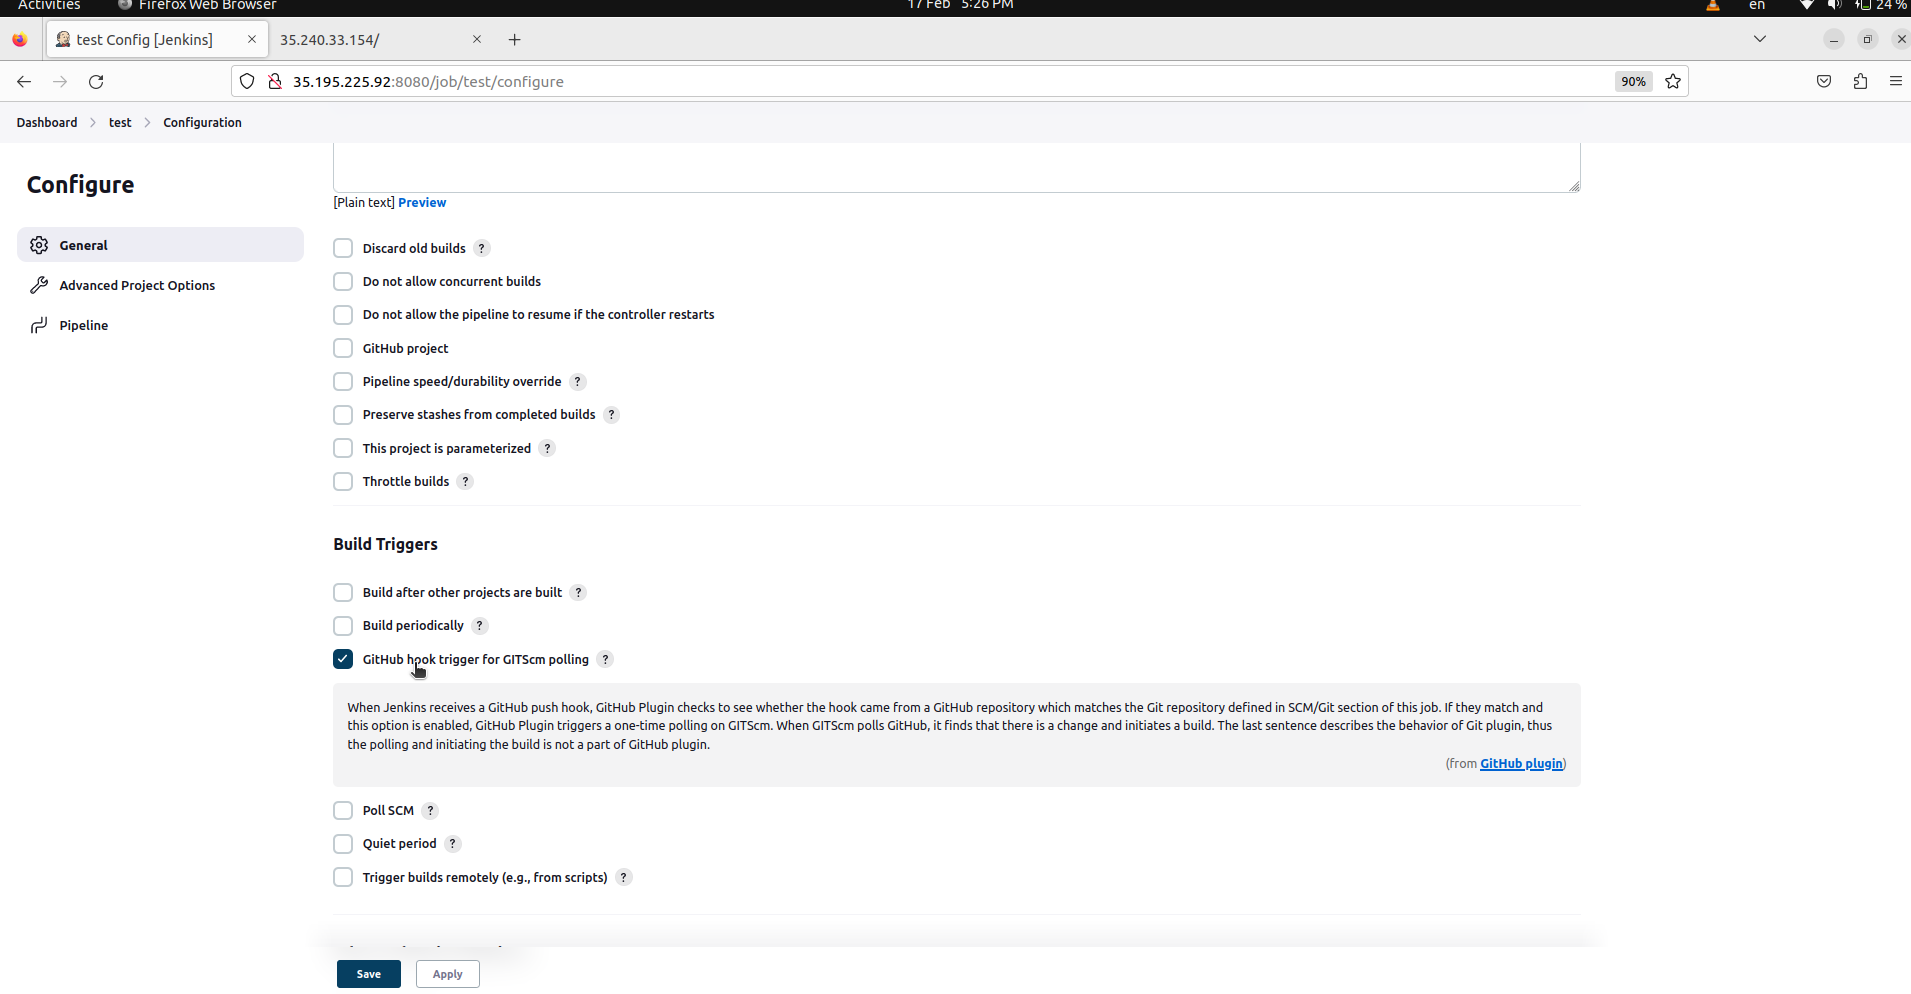 Activities Firefox Web Browser 17 Feb 5:26 PM en 24 %
test Config [Jenkins] 35.240.33.154/
35.195.225.92:8080/job/test/configure 90%
Dashboard test Configuration
Configure
General
Advanced Project Options
Pipeline
[Plain text] Preview
Discard old builds ?
Do not allow concurrent builds
Do not allow the pipeline to resume if the controller restarts
GitHub project
Pipeline speed/durability override ?
Preserve stashes from completed builds ?
This project is parameterized ?
Throttle builds ?
Build Triggers
Build after other projects are built ?
Build periodically ?
GitHub hook trigger for GITScm polling ?
When Jenkins receives a GitHub push hook, GitHub Plugin checks to see whether the hook came from a GitHub repository which matches the Git repository defined in SCM/Git section of this job. If they match and
this option is enabled, GitHub Plugin triggers a one-time polling on GITScm. When GITScm polls GitHub, it finds that there is a change and initiates a build. The last sentence describes the behavior of Git plugin, thus
the polling and initiating the build is not a part of GitHub plugin.
(from GitHub plugin)
Poll SCM ?
Quiet period ?
Trigger builds remotely (e.g., from scripts) ?
Save Apply